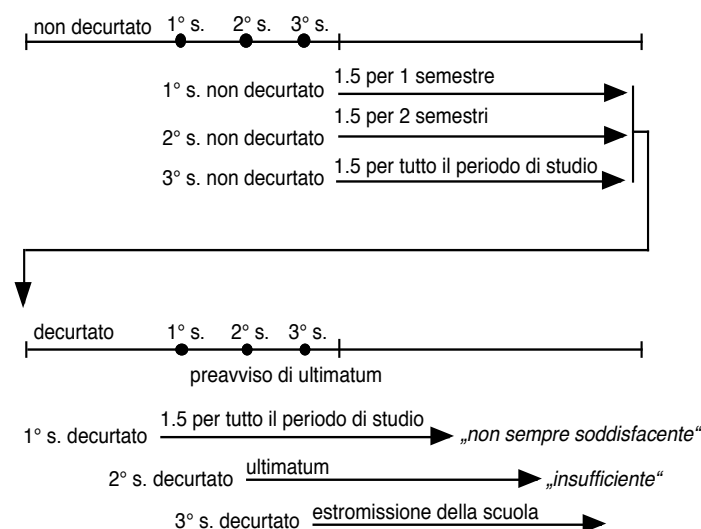 non decurtato 1° s. 2° s. 3° s.
1.5 per 1 semestre
1° s. non decurtato
1.5 per 2 semestri
2° s. non decurtato
1.5 per tutto il periodo di studio
3° s. non decurtato
decurtato 1° s. 2° s. 3° s.
preavviso di ultimatum
1.5 per tutto il periodo di studio
1° s. decurtato „non sempre soddisfacente“
ultimatum
2° s. decurtato „insufficiente“
estromissione della scuola
3° s. decurtato